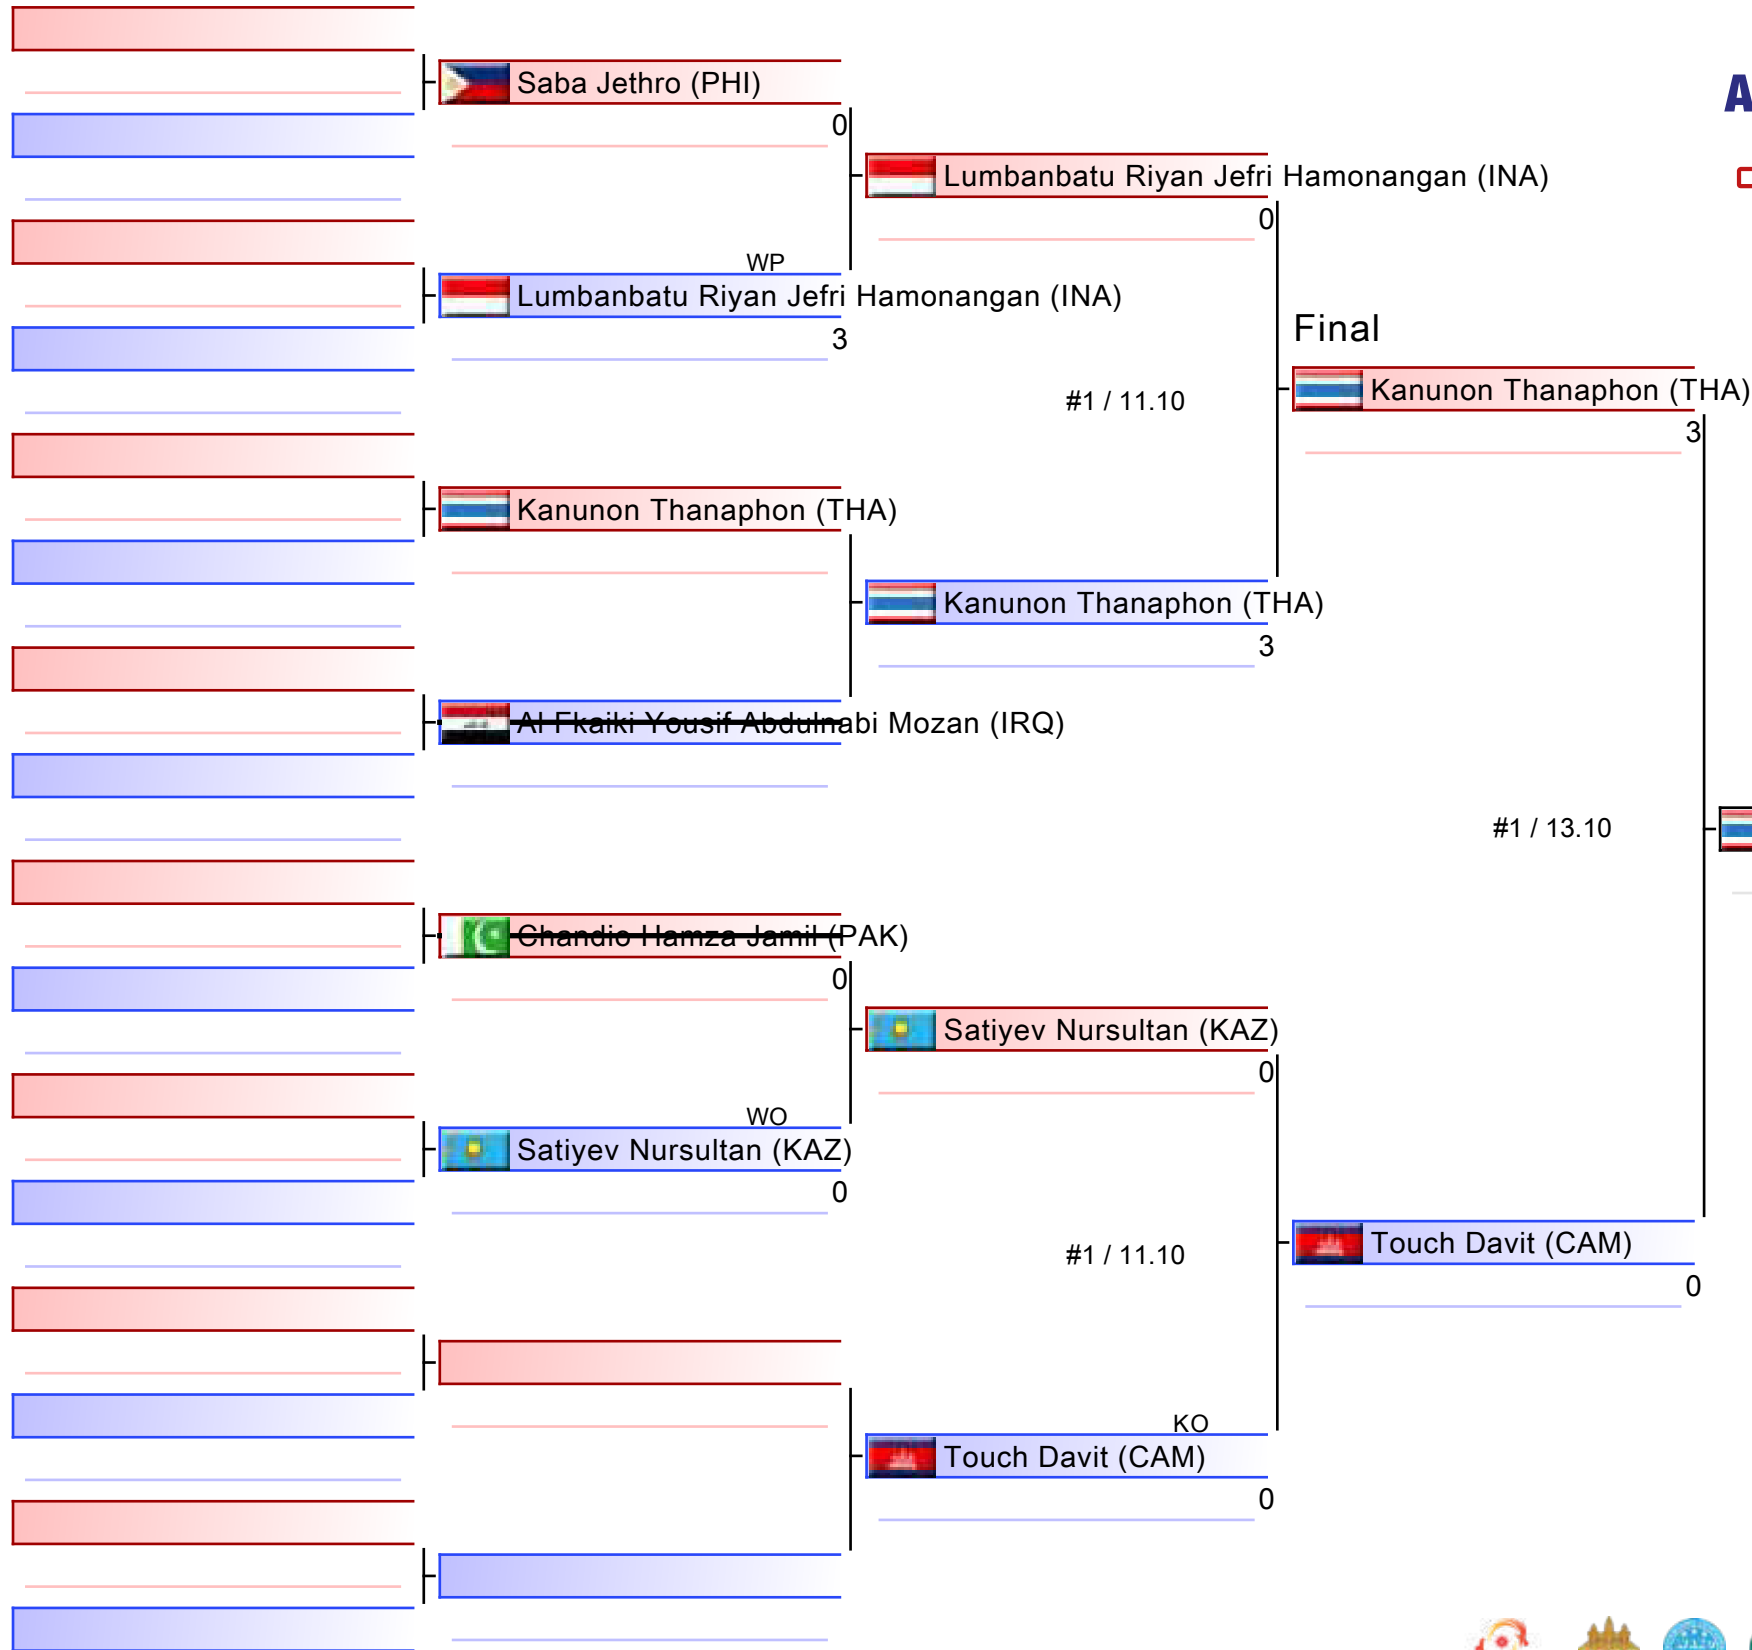 A
Saba Jethro (PHI)
0
Lumbanbatu Riyan Jefri Hamonangan (INA)
0
WP
Lumbanbatu Riyan Jefri Hamonangan (INA)
3
Final
#1 / 11.10
Kanunon Thanaphon (THA)
3
Kanunon Thanaphon (THA)
Kanunon Thanaphon (THA)
3
Al Fkaiki Yousif Abdulnabi Mozan (IRQ)
#1 / 13.10
Chandio Hamza Jamil (PAK)
0
Satiyev Nursultan (KAZ)
0
WO
Satiyev Nursultan (KAZ)
0
#1 / 11.10
Touch Davit (CAM)
0
KO
Touch Davit (CAM)
0